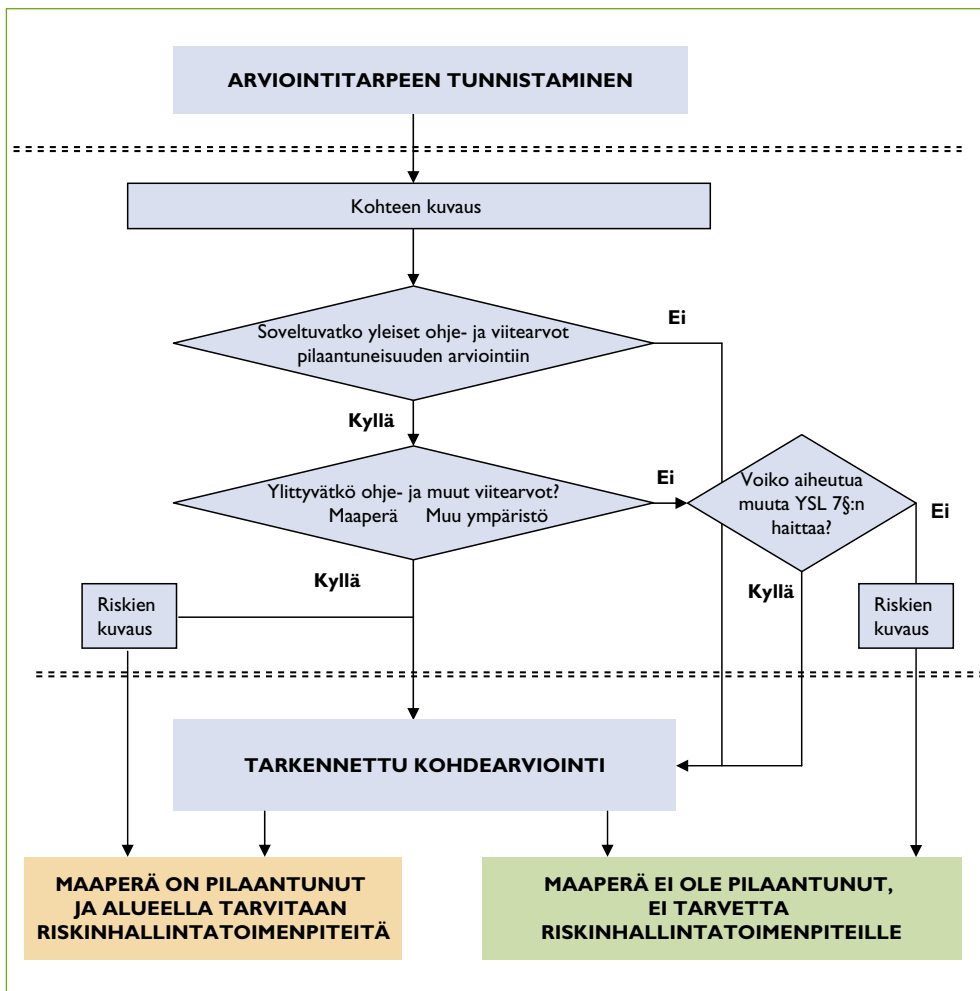 ARVIOINTITARPEEN TUNNISTAMINEN
Kohteen kuvaus
Soveltuvatko yleiset ohje- ja viitearvot
pilaantuneisuuden arviointiin
Ei
Kyllä
Ylittyvätkö ohje- ja muut viitearvot?
Maaperä Muu ympäristö
Ei
Voiko aiheutua
muuta YSL 7§:n
haittaa?
Ei
Kyllä
Kyllä
Riskien
kuvaus
Riskien
kuvaus
TARKENNETTU KOHDEARVIOINTI
MAAPERÄ ON PILAANTUNUT
JA ALUEELLA TARVITAAN
RISKINHALLINTATOIMENPITEITÄ
MAAPERÄ EI OLE PILAANTUNUT,
EI TARVETTA
RISKINHALLINTATOIMENPITEILLE